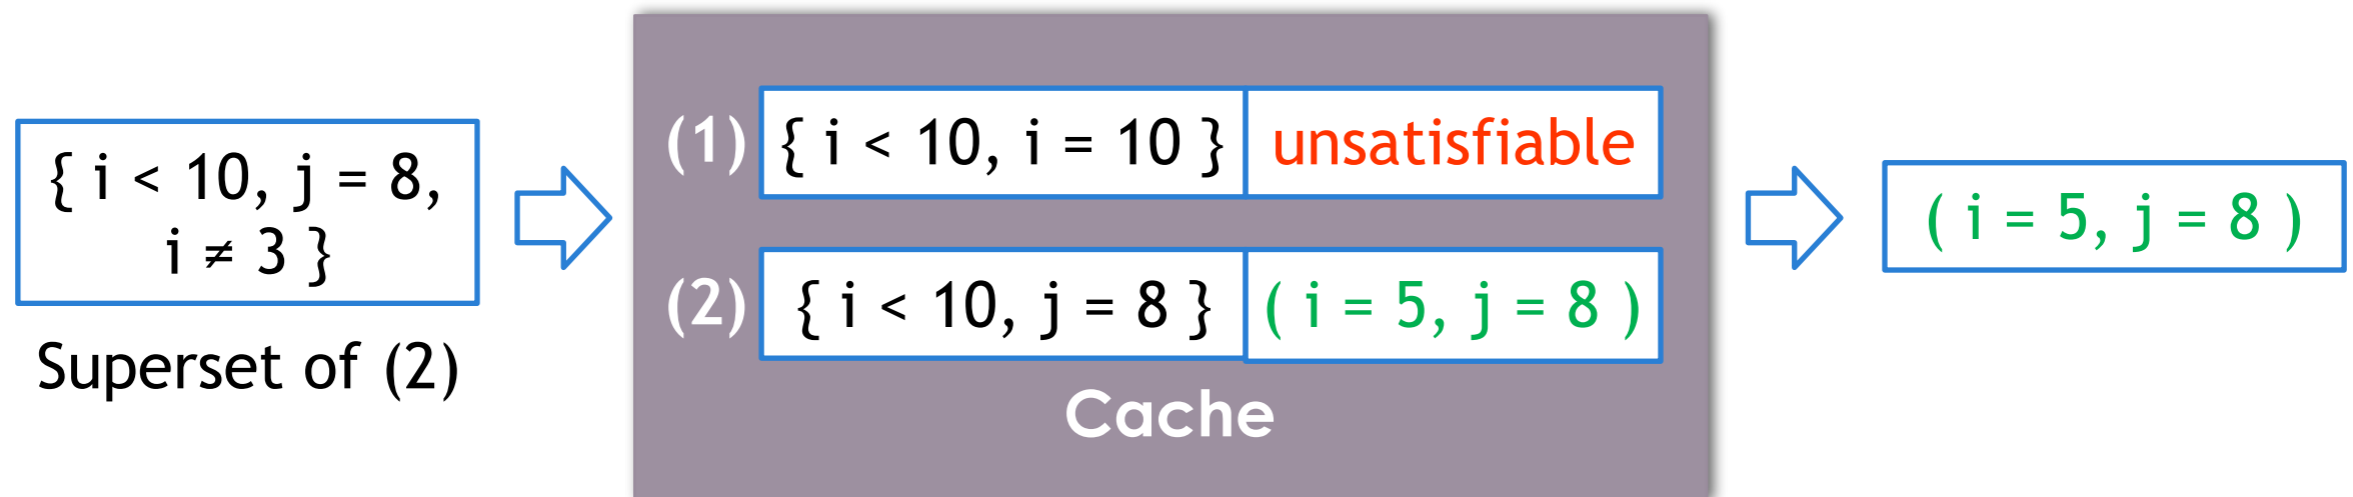 { i < 10, j = 8,
i ≠ 3 }
Superset of (2)
(1) { i < 10, i = 10 } unsatisfiable
(2) { i < 10, j = 8 } ( i = 5, j = 8 )
Cache
( i = 5, j = 8 )